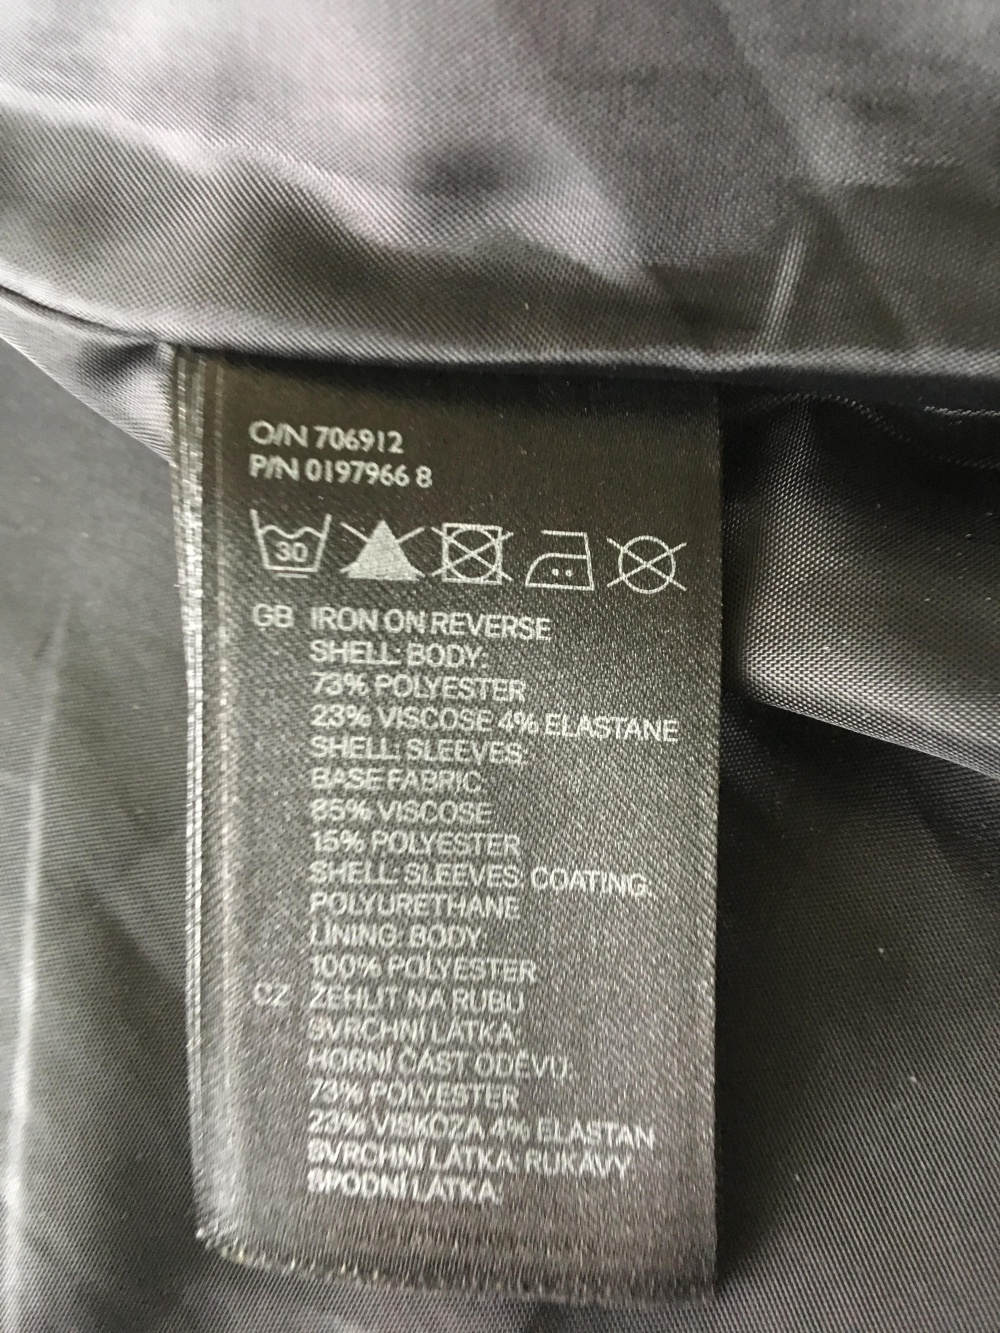 O/N 706912
P/N 0197966 8
30
GB IRON ON REVERSE
SHELL: BODY:
73% POLYESTER
23% VISCOSE 4% ELASTANE
SHELL: SLEEVES:
BASE FABRIC
85% VISCOSE
15% POLYESTER
SHELL: SLEEVES: COATING:
POLYURETHANE
LINING: BODY:
100% POLYESTER
CZ ŽEHLIT NA RUBU
SVRCHNÍ LÁTKA:
HORNÍ ČÁST ODĚVU:
73% POLYESTER
23% VISKOZA 4% ELASTAN
SVRCHNÍ LÁTKA: RUKÁVY
SPODNÍ LÁTKA: